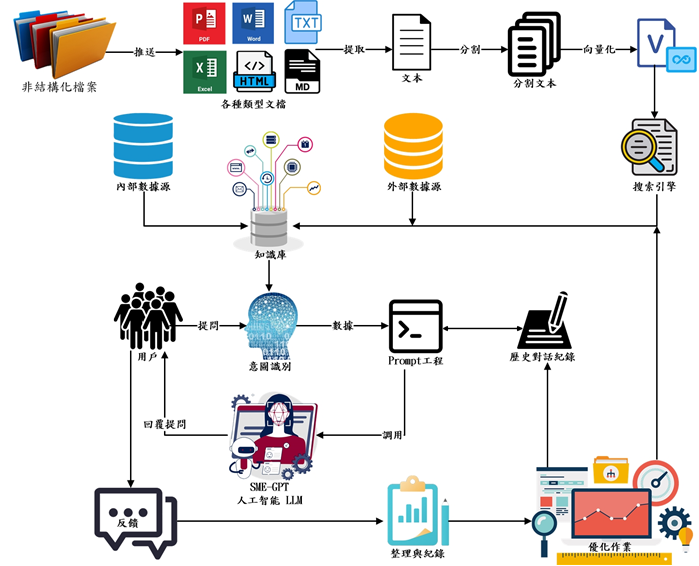 非結構化檔案
推送
PDF
Word
TXT
Excel
HTML
MD
各種類型文檔
提取
文本
分割
分割文本
向量化
V
搜索引擎
內部數據源
外部數據源
知識庫
用戶
提問
意圖識別
數據
Prompt工程
歷史對話紀錄
回覆提問
調用
SME-GPT
人工智能 LLM
反饋
整理與紀錄
優化作業